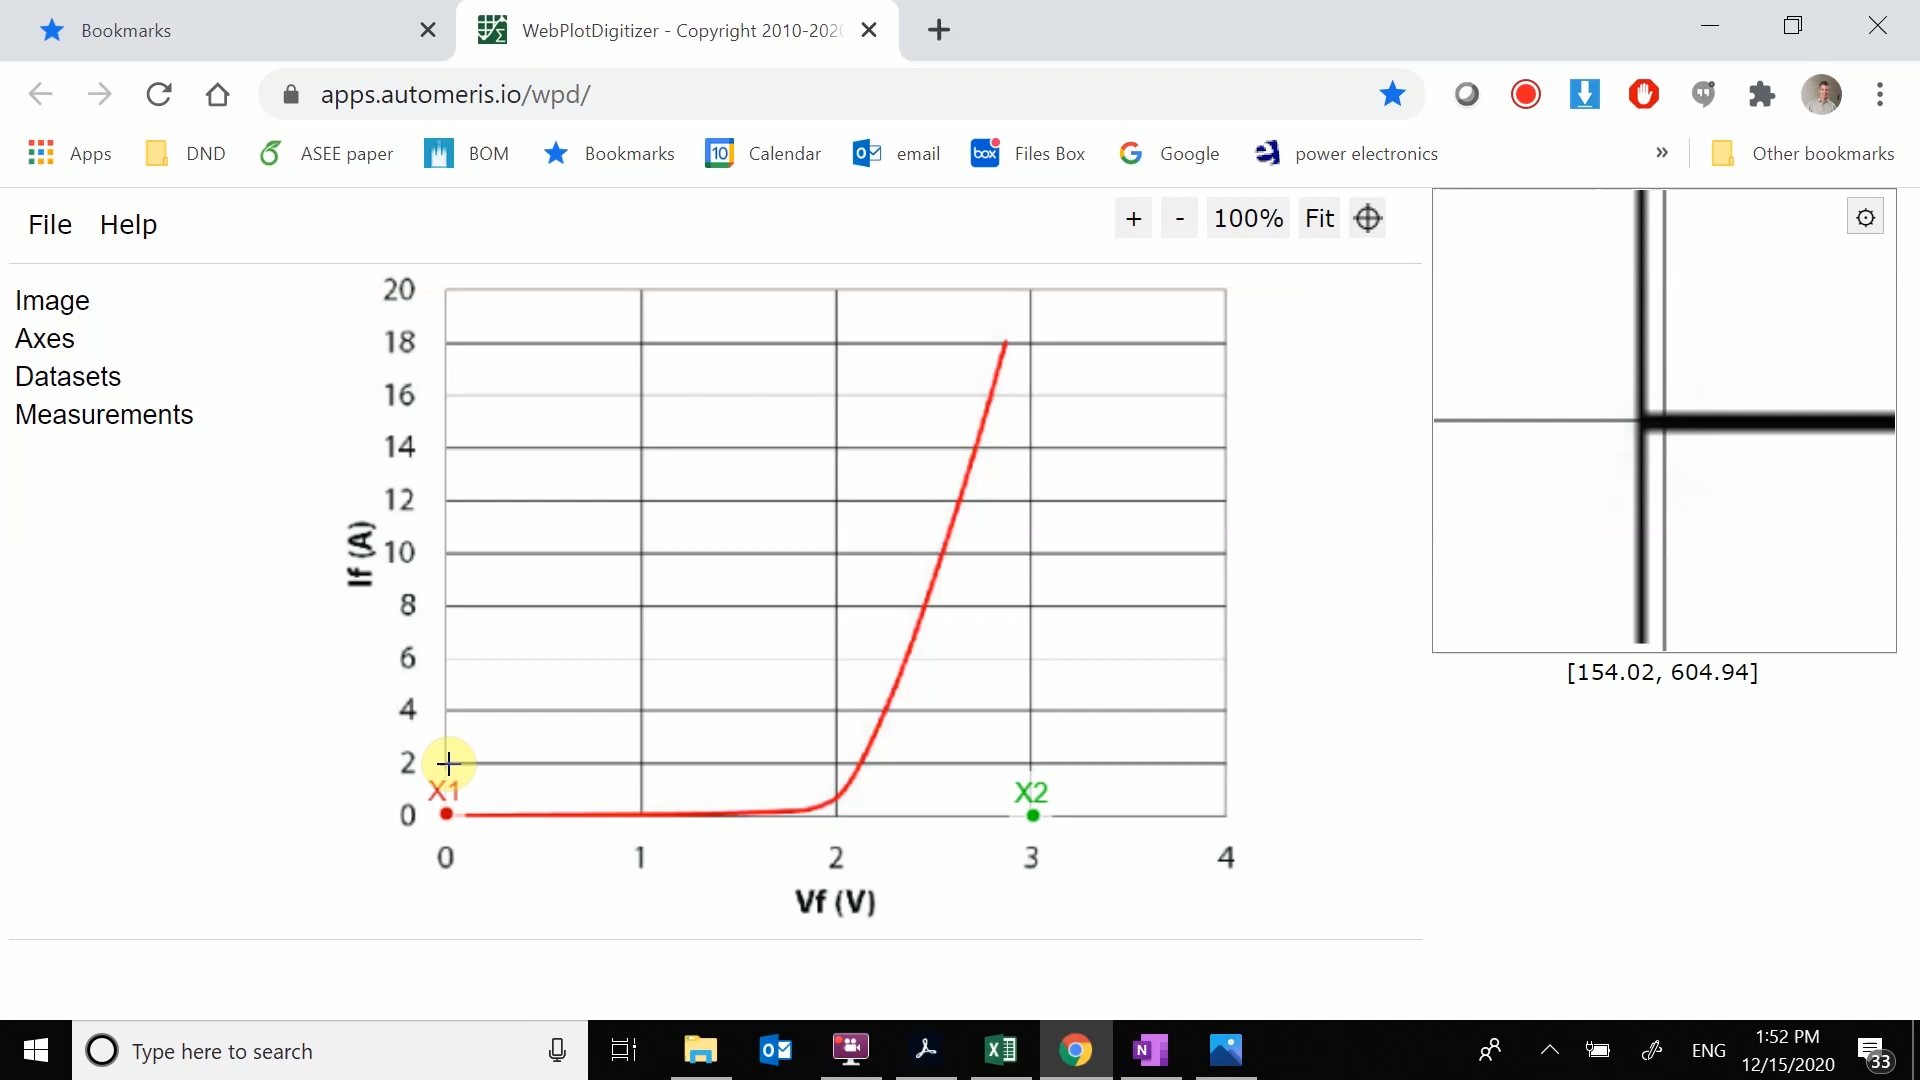 Bookmarks
WebPlotDigitizer - Copyright 2010-202
apps.automeris.io/wpd/
Apps DND ASEE paper BOM Bookmarks 10 Calendar email box Files Box Google power electronics » Other bookmarks
File Help + - 100% Fit
Image
Axes
Datasets
Measurements
20
18
16
14
12
10
8
6
4
2
0
If (A)
X1
X2
0 1 2 3 4
Vf (V)
[154.02, 604.94]
Type here to search
ENG
1:52 PM
12/15/2020
33